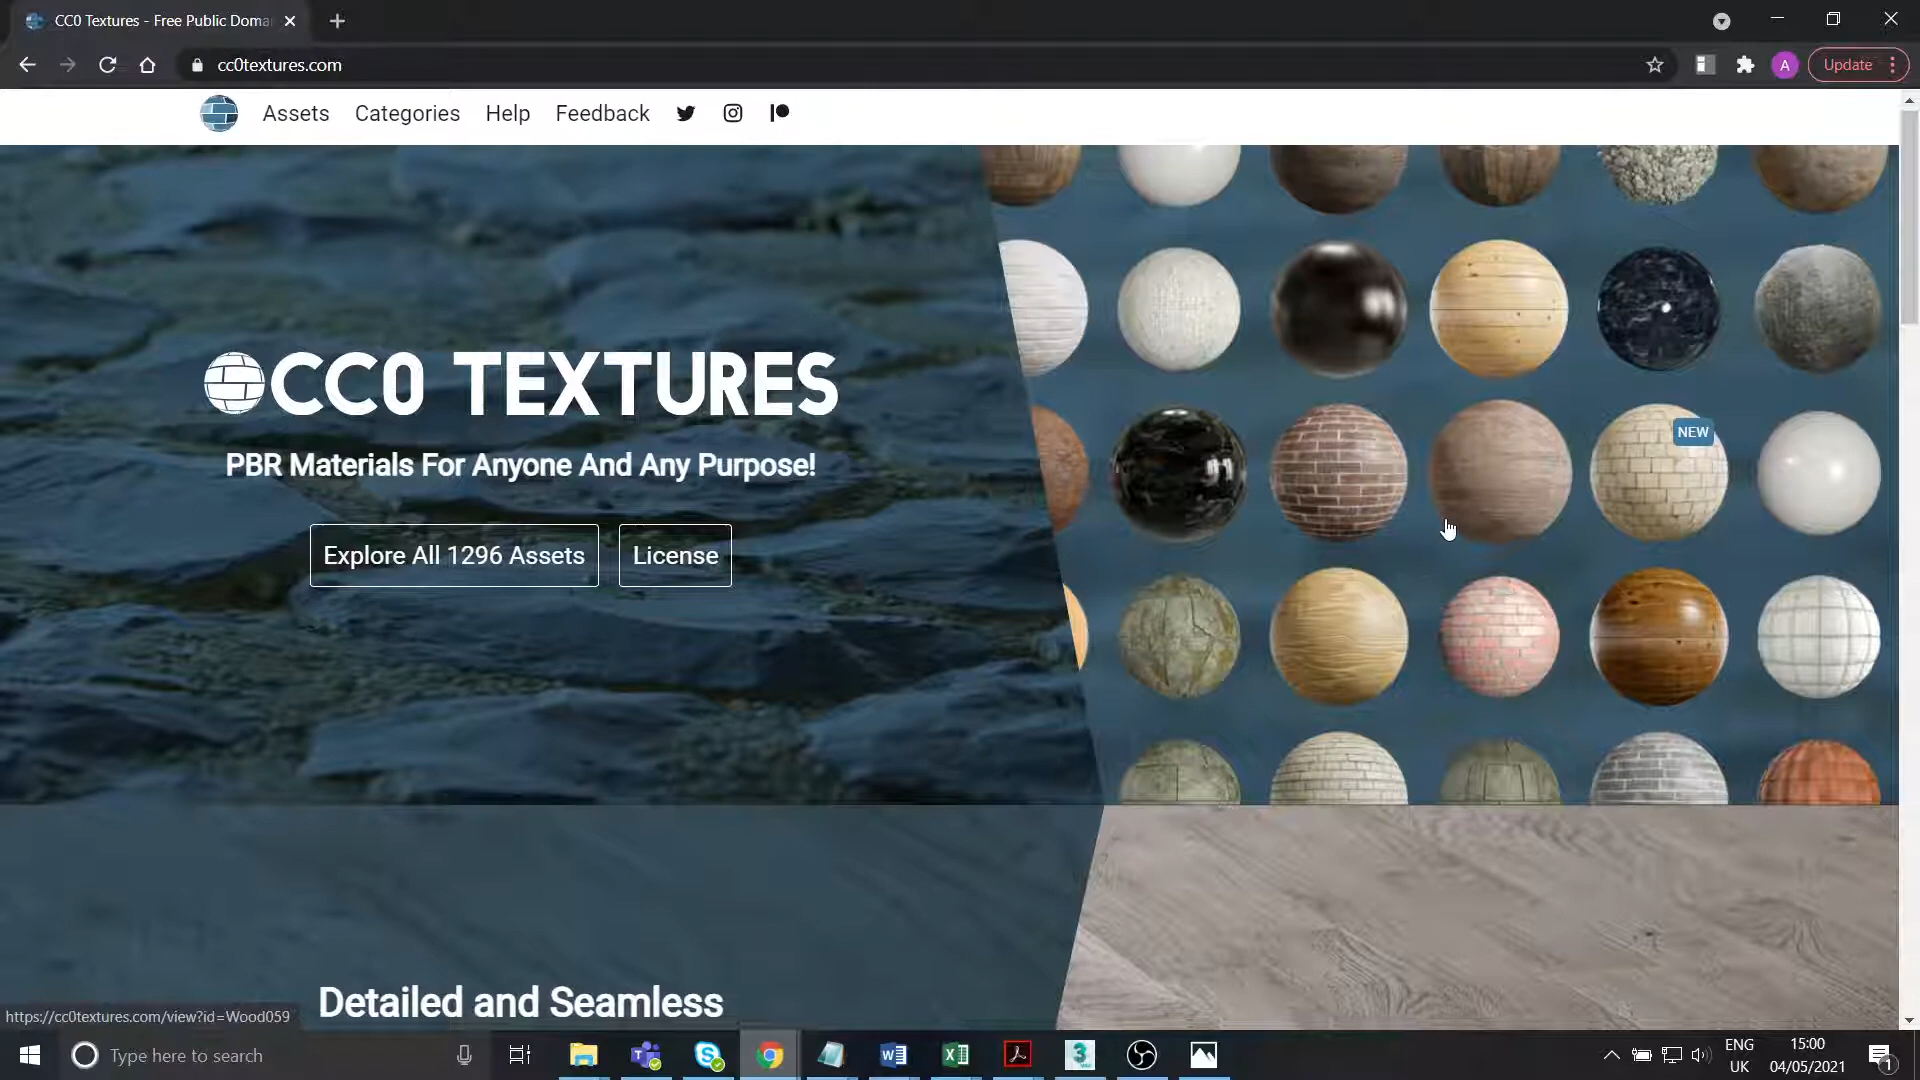 CC0 Textures - Free Public Doma
cc0textures.com
A
Update
Assets
Categories
Help
Feedback
CC0 TEXTURES
PBR Materials For Anyone And Any Purpose!
Explore All 1296 Assets
License
NEW
Detailed and Seamless
https://cc0textures.com/view?id=Wood059
Type here to search
ENG
UK
15:00
04/05/2021
1